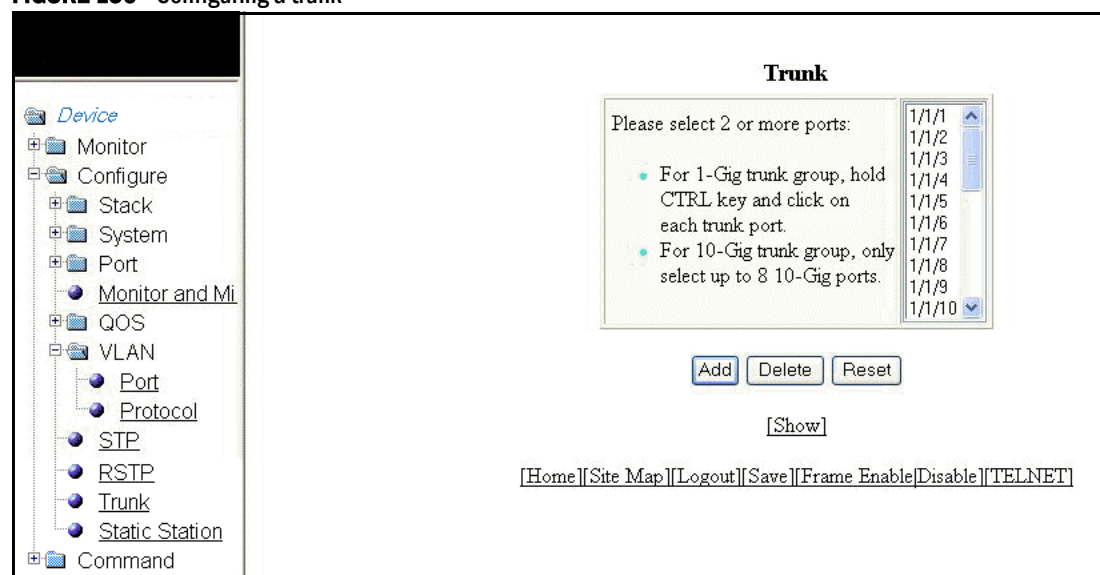 Device
Monitor
Configure
Stack
System
Port
Monitor and Mi
QOS
VLAN
Port
Protocol
STP
RSTP
Trunk
Static Station
Command
Trunk
Please select 2 or more ports:
For 1-Gig trunk group, hold
CTRL key and click on
each trunk port.
For 10-Gig trunk group, only
select up to 8 10-Gig ports.
1/1/1
1/1/2
1/1/3
1/1/4
1/1/5
1/1/6
1/1/7
1/1/8
1/1/9
1/1/10
Add Delete Reset
[Show]
[Home][Site Map][Logout][Save][Frame Enable|Disable][TELNET]